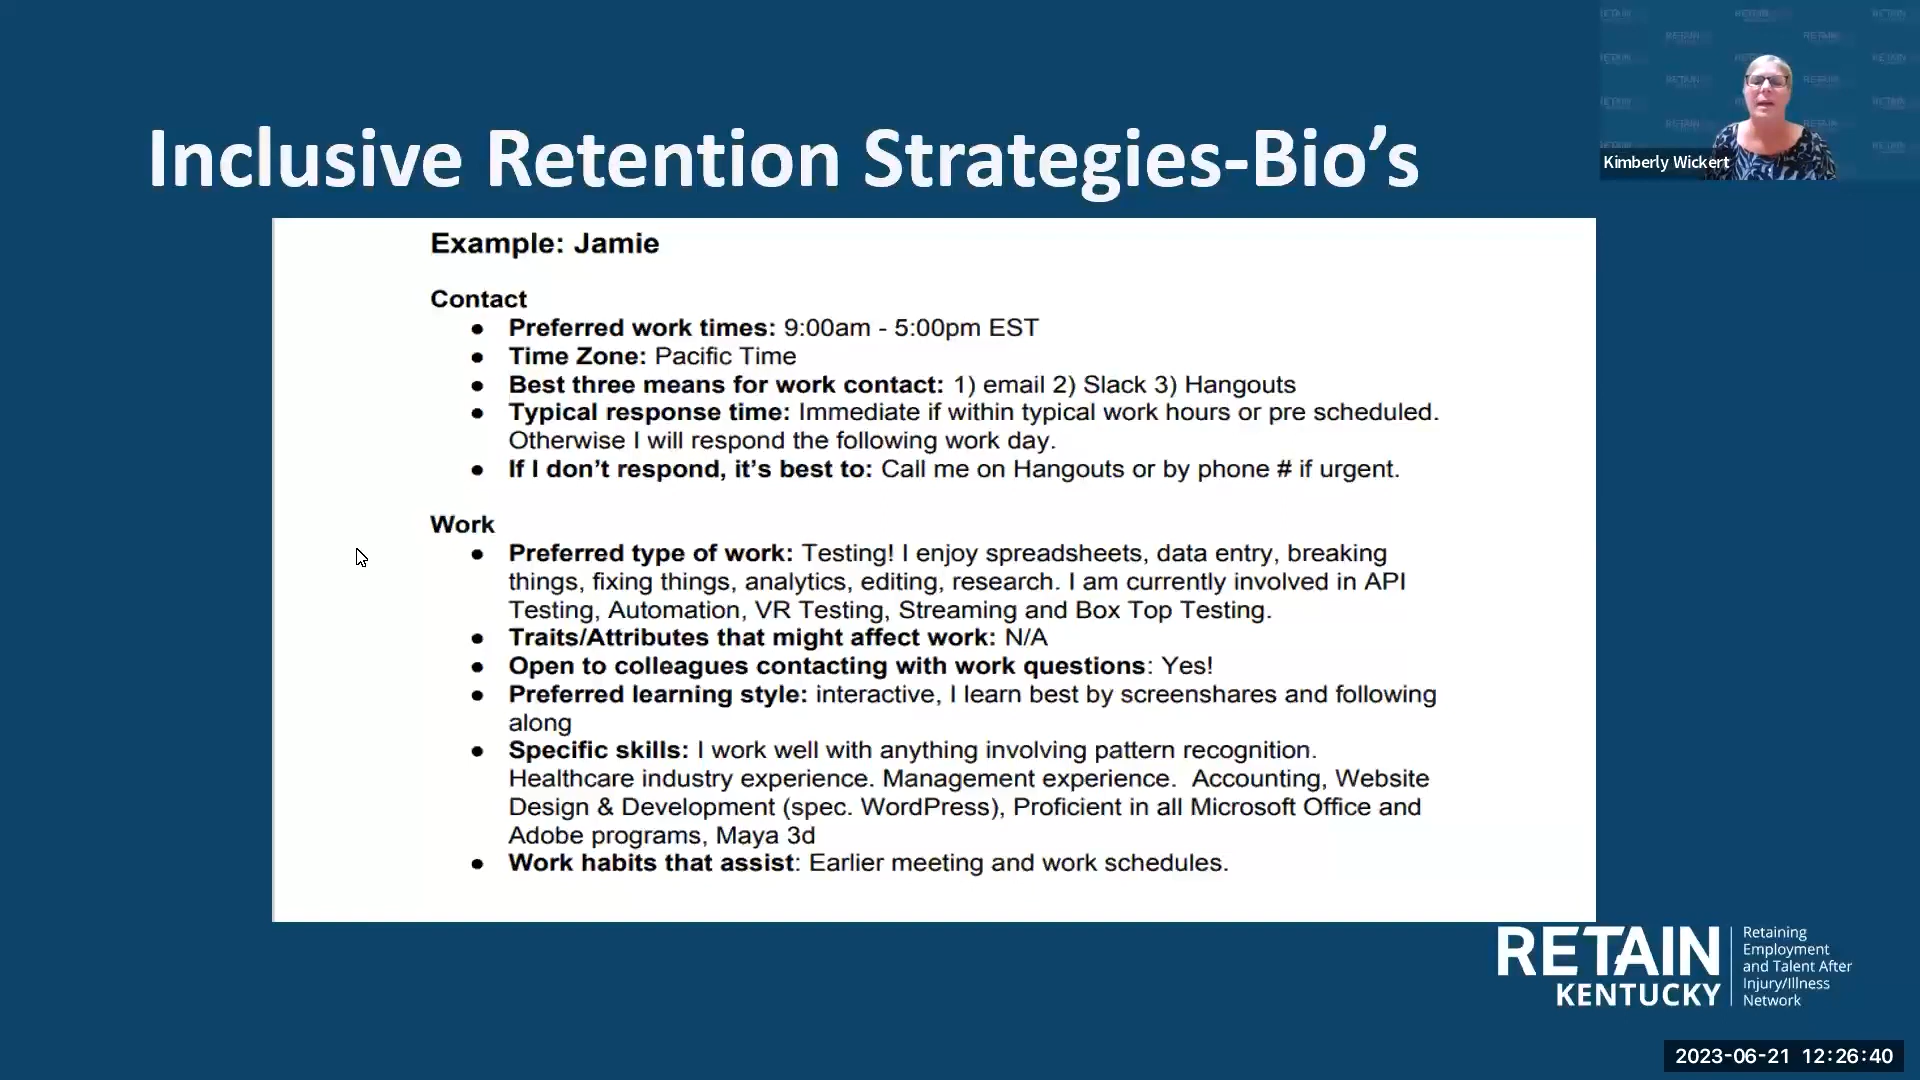 Inclusive Retention Strategies-Bio’s
Kimberly Wickert
Example: Jamie
Contact
● Preferred work times: 9:00am - 5:00pm EST
● Time Zone: Pacific Time
● Best three means for work contact: 1) email 2) Slack 3) Hangouts
● Typical response time: Immediate if within typical work hours or pre scheduled.
Otherwise I will respond the following work day.
● If I don’t respond, it’s best to: Call me on Hangouts or by phone # if urgent.
Work
● Preferred type of work: Testing! I enjoy spreadsheets, data entry, breaking
things, fixing things, analytics, editing, research. I am currently involved in API
Testing, Automation, VR Testing, Streaming and Box Top Testing.
● Traits/Attributes that might affect work: N/A
● Open to colleagues contacting with work questions: Yes!
● Preferred learning style: interactive, I learn best by screenshares and following
along
● Specific skills: I work well with anything involving pattern recognition.
Healthcare industry experience. Management experience.  Accounting, Website
Design & Development (spec. WordPress), Proficient in all Microsoft Office and
Adobe programs, Maya 3d
● Work habits that assist: Earlier meeting and work schedules.
RETAIN
KENTUCKY
Retaining
Employment
and Talent After
Injury/Illness
Network
2023-06-21 12:26:40